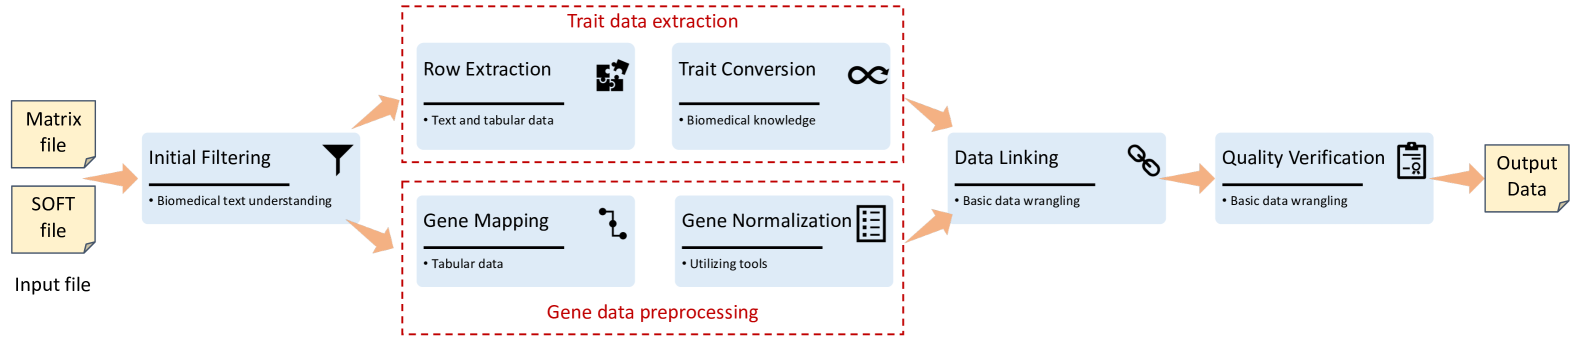 Matrix
file
SOFT
file
Input file
Initial Filtering
• Biomedical text understanding
Trait data extraction
Row Extraction
• Text and tabular data
Trait Conversion
• Biomedical knowledge
Gene Mapping
• Tabular data
Gene Normalization
• Utilizing tools
Gene data preprocessing
Data Linking
• Basic data wrangling
Quality Verification
• Basic data wrangling
Output
Data